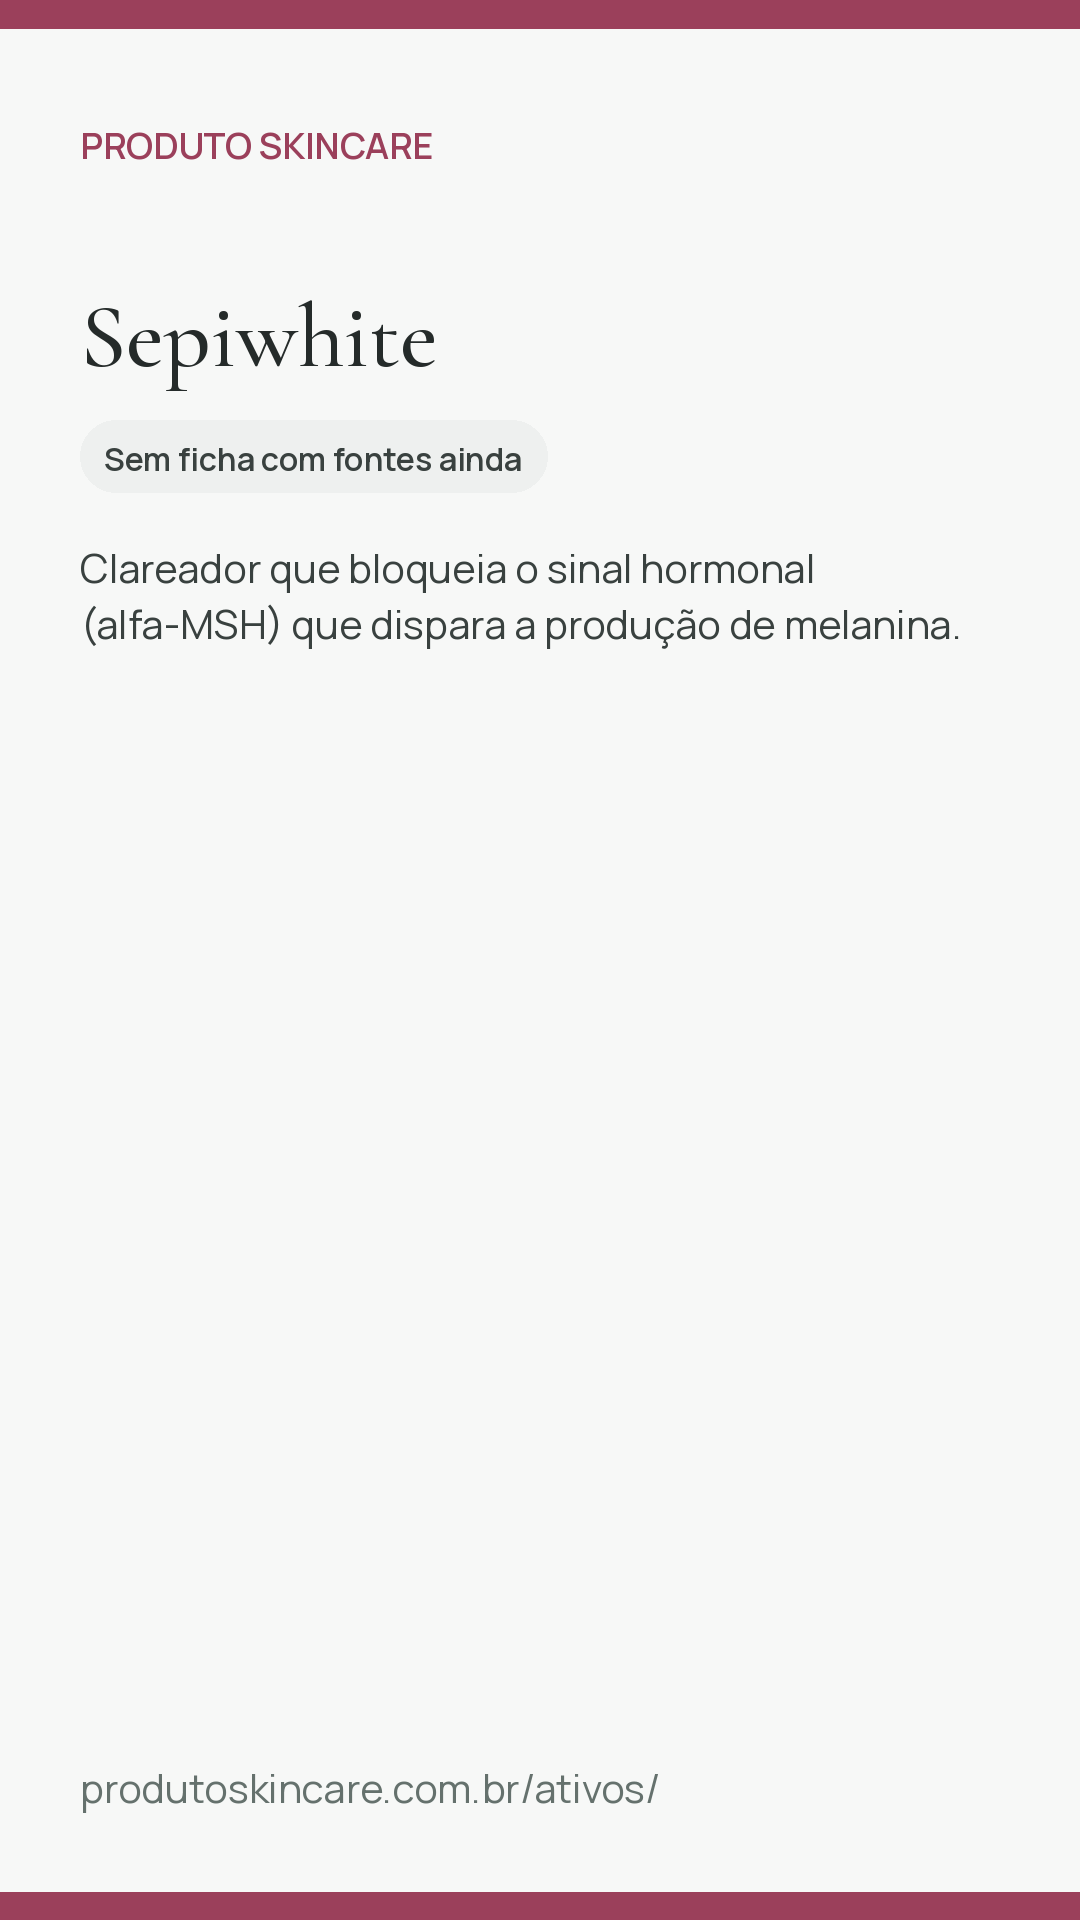 PRODUTO SKINCARE
Sepiwhite
Sem ficha com fontes ainda
Clareador que bloqueia o sinal hormonal
(alfa-MSH) que dispara a produção de melanina.
produtoskincare.com.br/ativos/